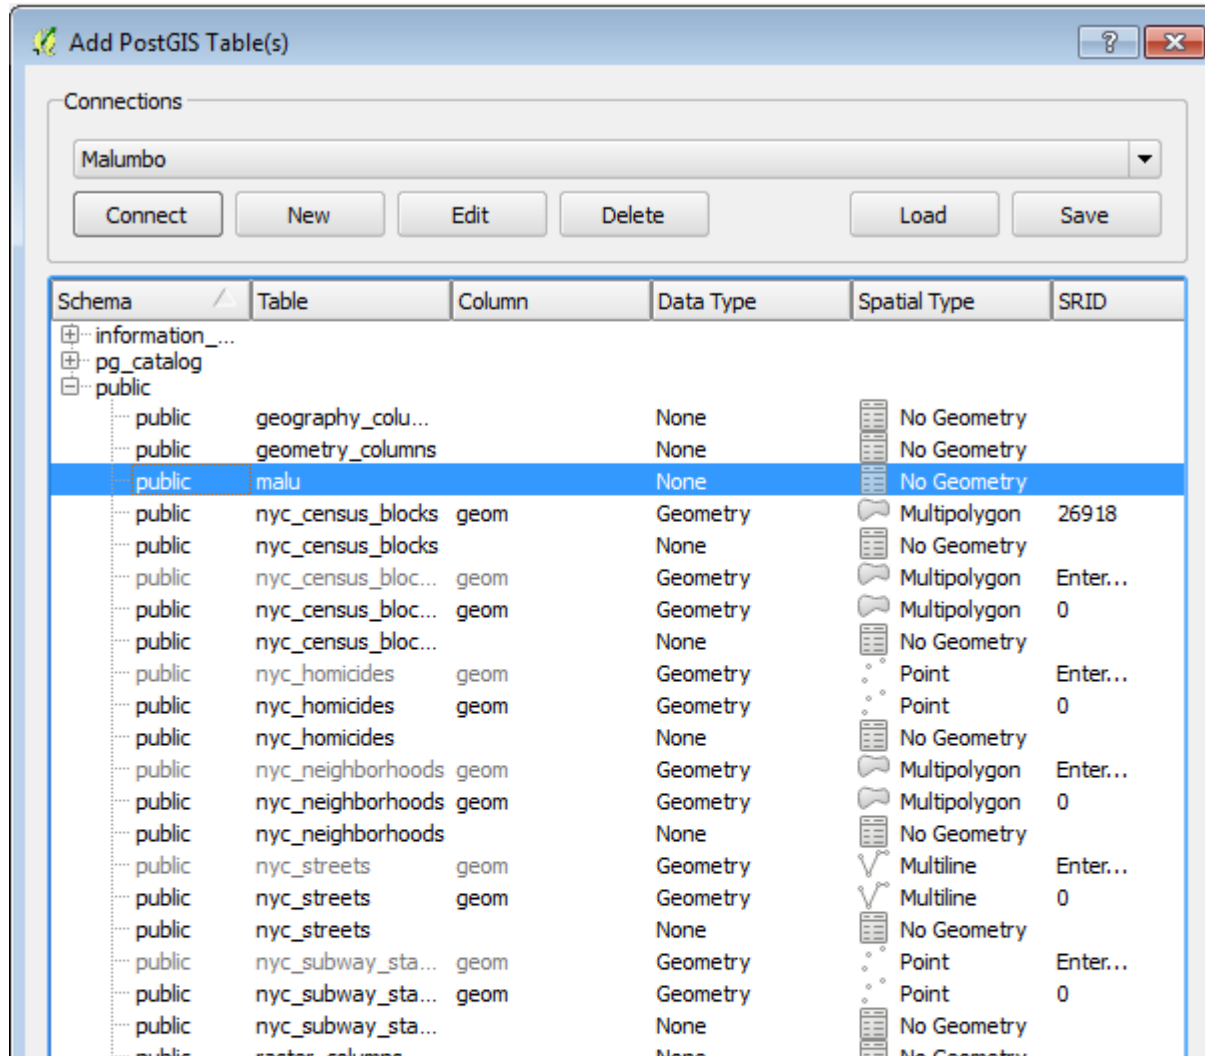 Add PostGIS Table(s)
Connections
Malumbo
Connect New Edit Delete Load Save
Schema Table Column Data Type Spatial Type SRID
information_...
pg_catalog
public
public geography_colu... None No Geometry
public geometry_columns None No Geometry
public malu None No Geometry
public nyc_census_blocks geom Geometry Multipolygon 26918
public nyc_census_blocks None No Geometry
public nyc_census_bloc... geom Geometry Multipolygon Enter...
public nyc_census_bloc... geom Geometry Multipolygon 0
public nyc_census_bloc... None No Geometry
public nyc_homicides geom Geometry Point Enter...
public nyc_homicides geom Geometry Point 0
public nyc_homicides None No Geometry
public nyc_neighborhoods geom Geometry Multipolygon Enter...
public nyc_neighborhoods geom Geometry Multipolygon 0
public nyc_neighborhoods None No Geometry
public nyc_streets geom Geometry Multiline Enter...
public nyc_streets geom Geometry Multiline 0
public nyc_streets None No Geometry
public nyc_subway_sta... geom Geometry Point Enter...
public nyc_subway_sta... geom Geometry Point 0
public nyc_subway_sta... None No Geometry
public raster_columns None No Geometry